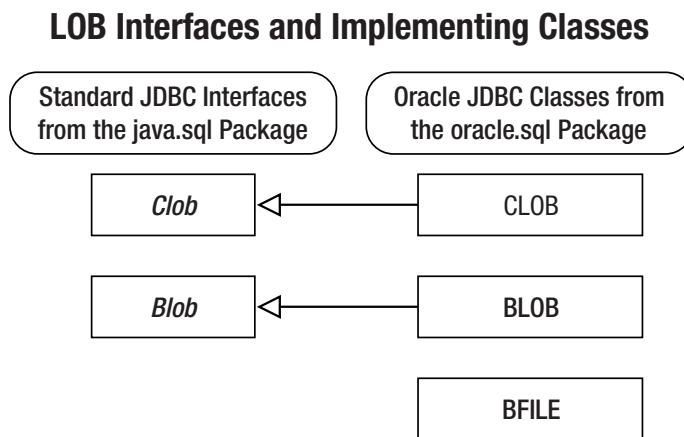 LOB Interfaces and Implementing Classes
Standard JDBC Interfaces
from the java.sql Package
Oracle JDBC Classes from
the oracle.sql Package
Clob
CLOB
Blob
BLOB
BFILE